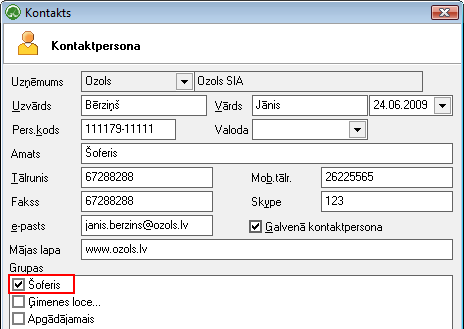 Kontakts
Kontaktpersona
Uzņēmums Ozols Ozols SIA
Uzvārds Bērziņš Vārds Jānis 24.06.2009
Pers.kods 111179-11111 Valoda
Amats Šoferis
Tālrunis 67288288 Mob.tālr. 26225565
Fakss 67288288 Skype 123
e-pasts janis.berzins@ozols.lv Galvenā kontaktpersona
Mājas lapa www.ozols.lv
Grupas
Šoferis
Ģimenes loce...
Apgādājamais